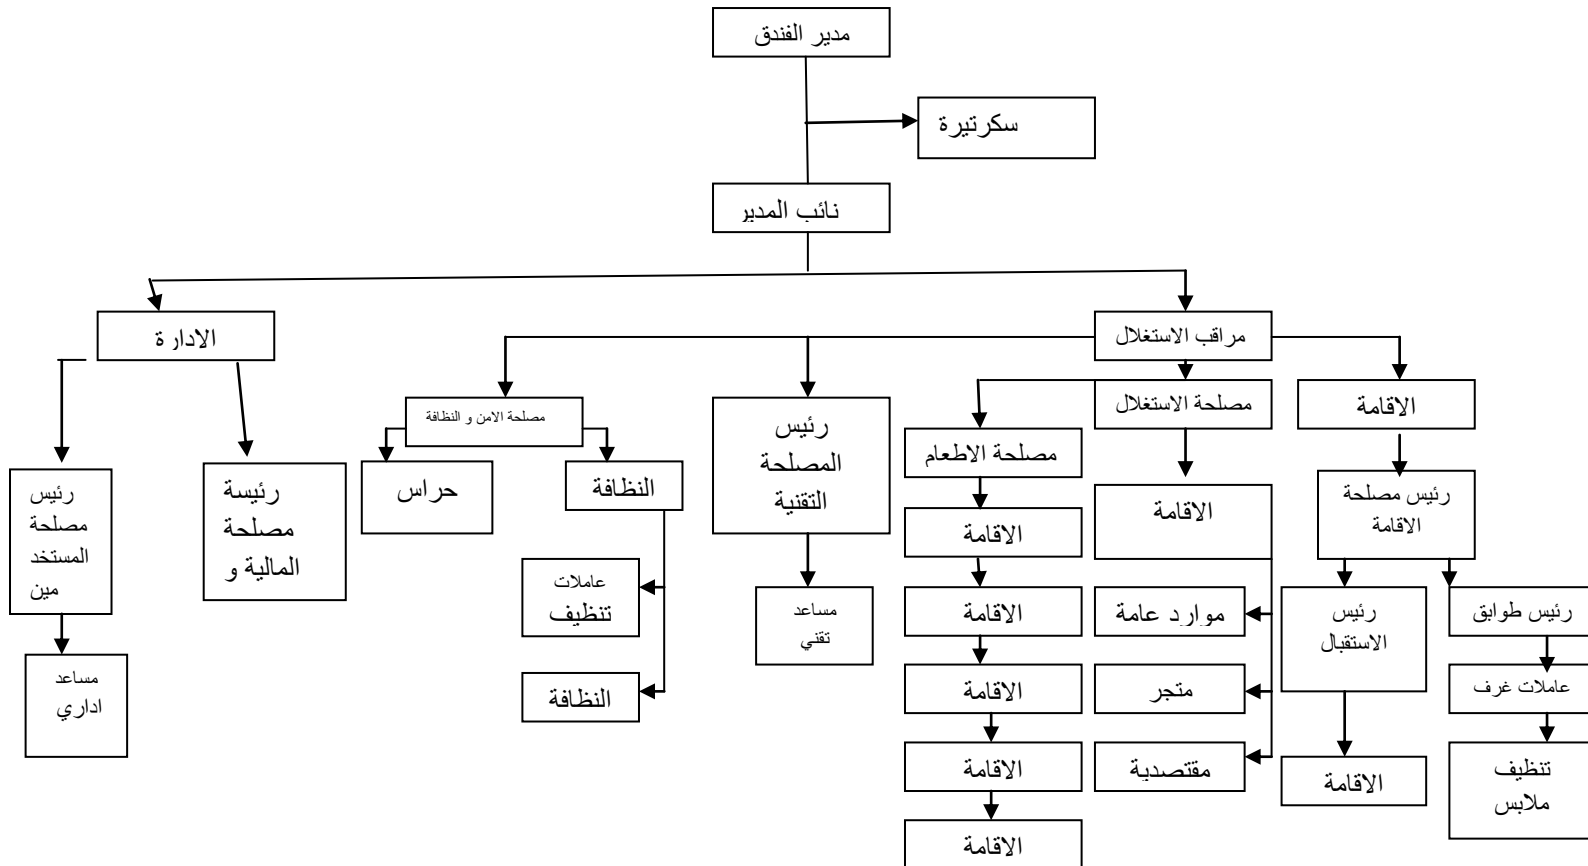 مدير الفندق
سكرتيرة
نائب المدير
الادارة
مراقب الاستغلال
مصلحة الامن و النظافة
رئيس
المصلحة
التقنية
مصلحة الاستغلال
الاقامة
مصلحة الاطعام
رئيس
مصلحة
المستخد
مين
رئيسة
مصلحة
المالية و
حراس
النظافة
الاقامة
رئيس مصلحة
الاقامة
الاقامة
عاملات
تنظيف
مساعد
تقني
الاقامة
موارد عامة
رئيس
الاستقبال
رئيس طوابق
مساعد
اداري
النظافة
الاقامة
متجر
عاملات غرف
الاقامة
مقتصدية
الاقامة
تنظيف
ملابس
الاقامة